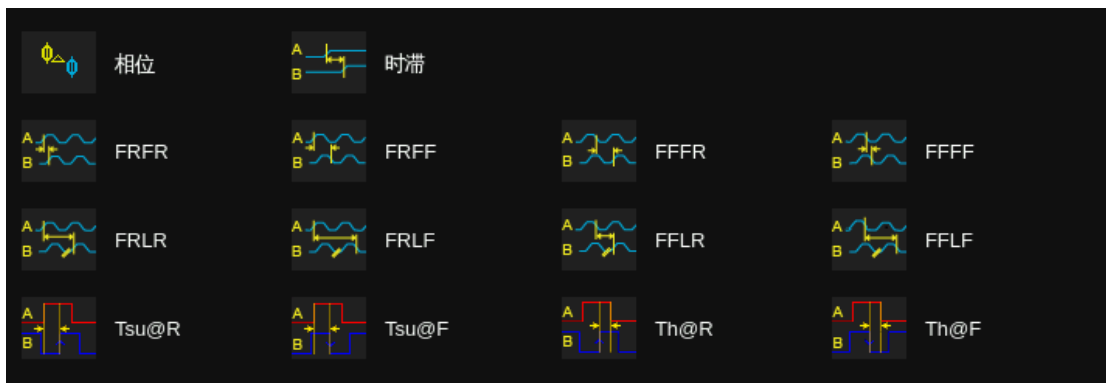 A B 相位 时滞
A B FRFR A B FRFF A B FFFR A B FFFF
A B FRLR A B FRLF A B FFLR A B FFLF
A B Tsu@R A B Tsu@F A B Th@R A B Th@F